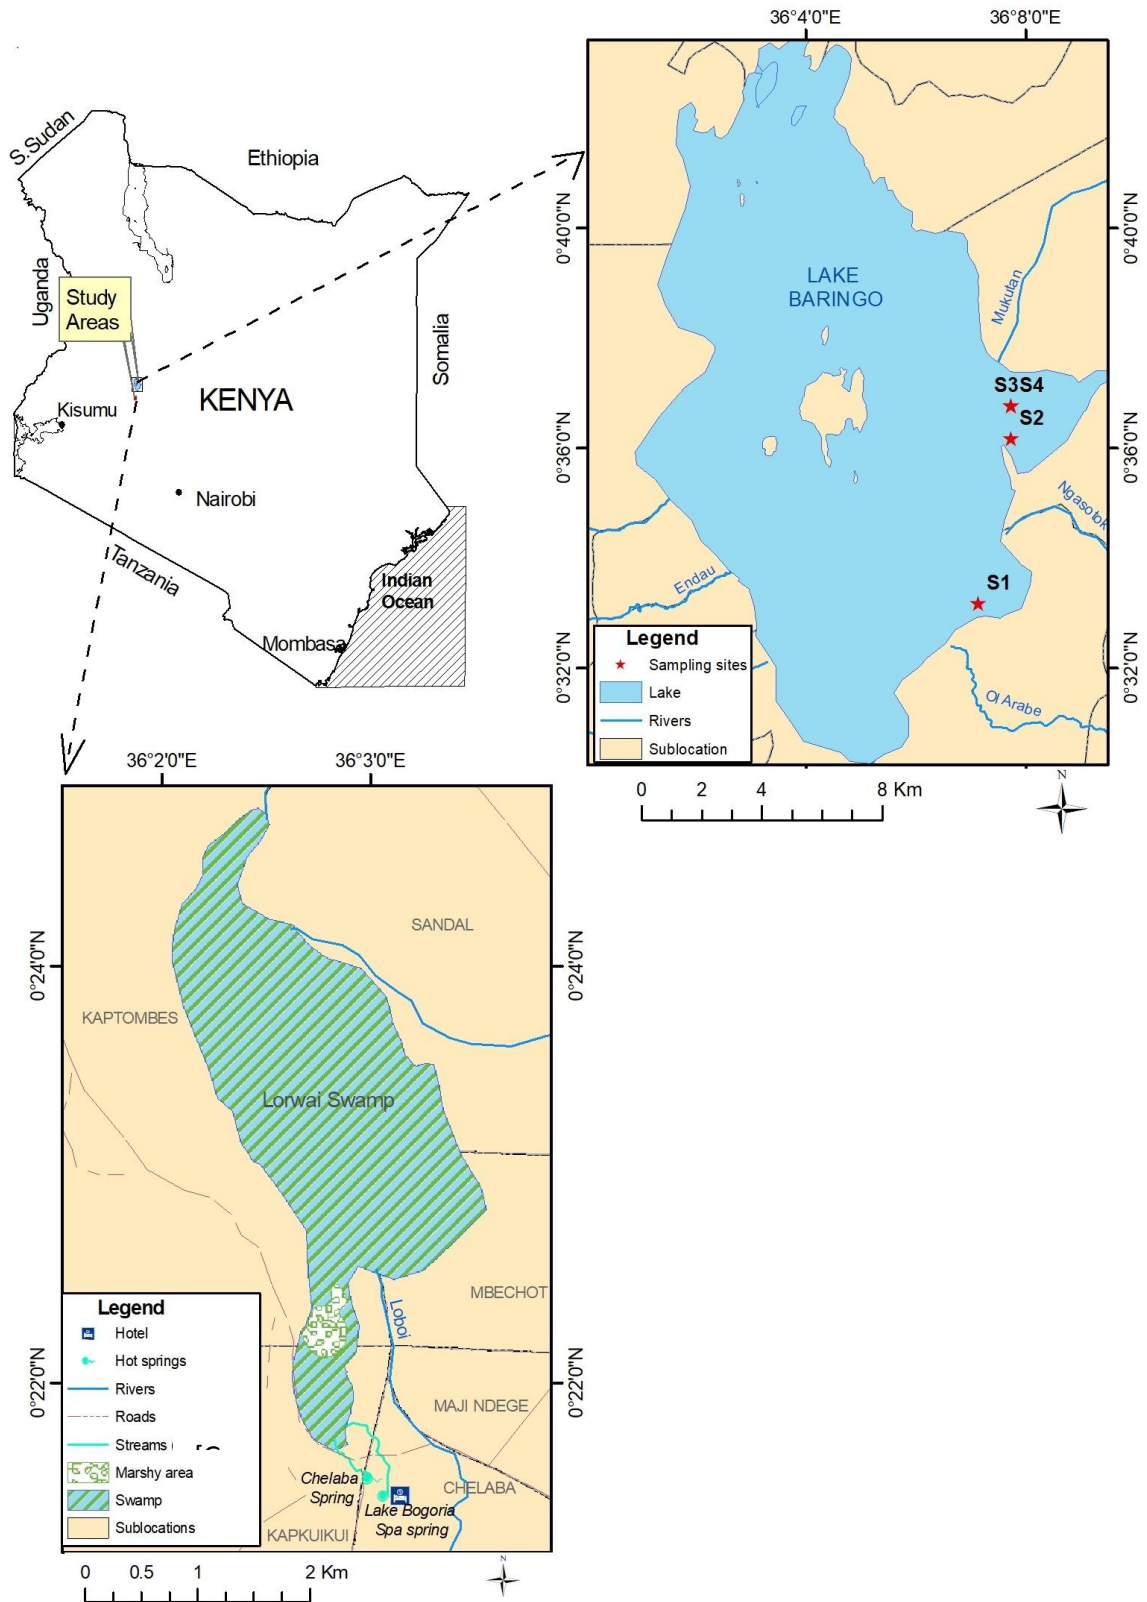 S.Sudan
Ethiopia
Uganda
Study
Areas
Somalia
Kisumu
KENYA
Nairobi
Tanzania
Indian
Ocean
Mombasa
36°4'0"E
36°8'0"E
0°40'0"N
0°40'0"N
LAKE
BARINGO
Mukutan
S3S4
S2
0°36'0"N
0°36'0"N
Ngasotok
Endau
S1
Legend
Sampling sites
Lake
Rivers
Sublocation
0°32'0"N
0°32'0"N
Ol Arabe
0 2 4 8 Km
N
36°2'0"E
36°3'0"E
SANDAL
0°24'0"N
0°24'0"N
KAPTOMBES
Lorwai Swamp
MBECHOT
Loboi
Legend
Hotel
Hot springs
Rivers
Roads
Streams
Marshy area
Swamp
Sublocations
0°22'0"N
0°22'0"N
MAJI NDEGE
Chelaba
Spring
CHELABA
Lake Bogoria
Spa spring
KAPKUIKUI
0 0.5 1 2 Km
N